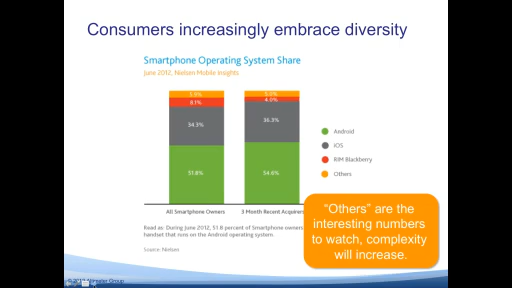 Consumers increasingly embrace diversity
Smartphone Operating System Share
June 2012, Nielsen Mobile Insights
5.9%
8.1%
4.0%
34.3%
36.3%
51.8%
54.6%
Android
iOS
RIM Blackberry
Others
All Smartphone Owners
3 Month Recent Acquirers
Read as: During June 2012, 51.8 percent of Smartphone owners
handset that runs on the Android operating system.
Source: Nielsen
“Others” are the
interesting numbers
to watch, complexity
will increase.
Group